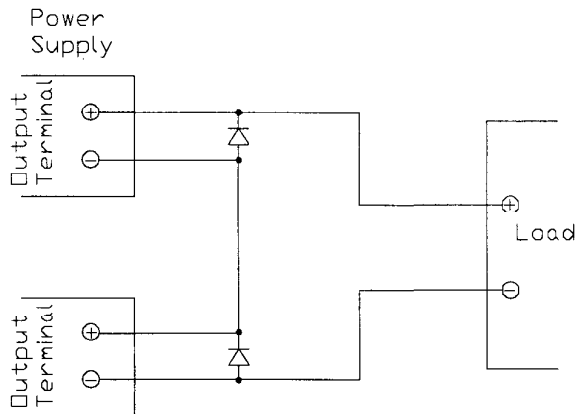 Power
Supply
Output
Terminal
+
−
+
Load
−
Output
Terminal
+
−